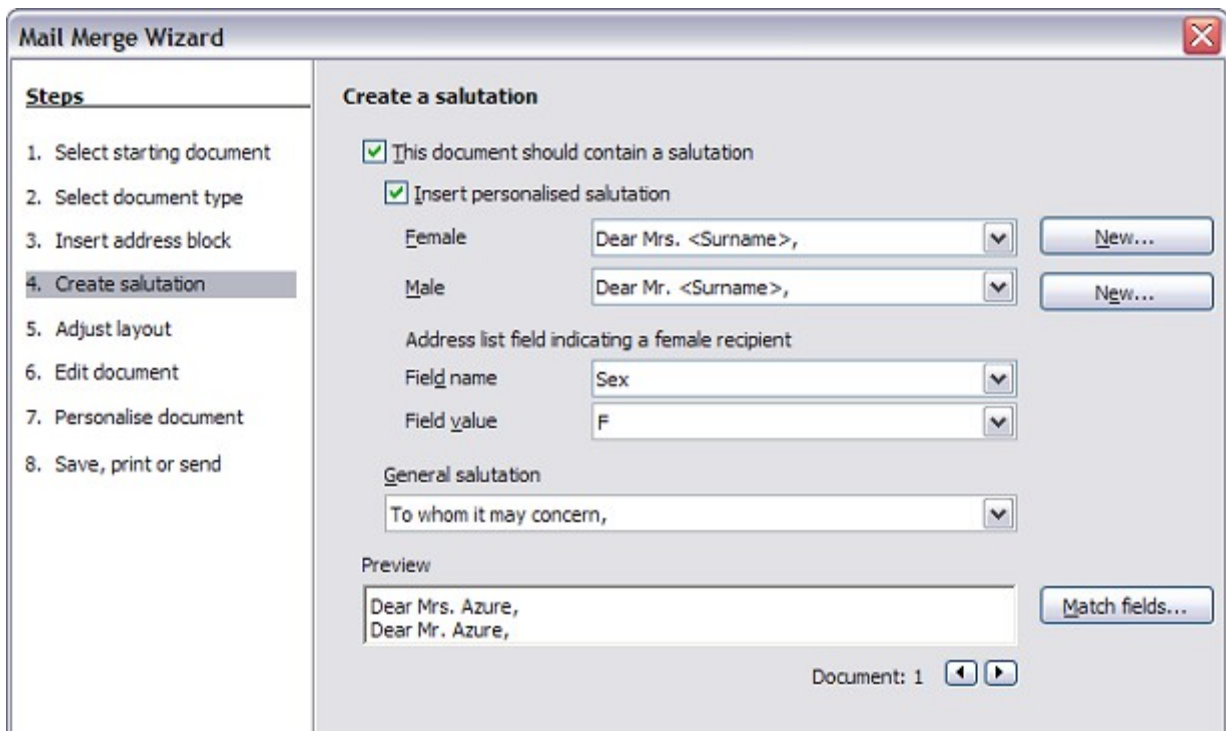 Mail Merge Wizard
Steps
1. Select starting document
2. Select document type
3. Insert address block
4. Create salutation
5. Adjust layout
6. Edit document
7. Personalise document
8. Save, print or send
Create a salutation
This document should contain a salutation
Insert personalised salutation
Female Dear Mrs. <Surname>, New...
Male Dear Mr. <Surname>, New...
Address list field indicating a female recipient
Field name Sex
Field value F
General salutation
To whom it may concern,
Preview
Dear Mrs. Azure,
Dear Mr. Azure,
Match fields...
Document: 1